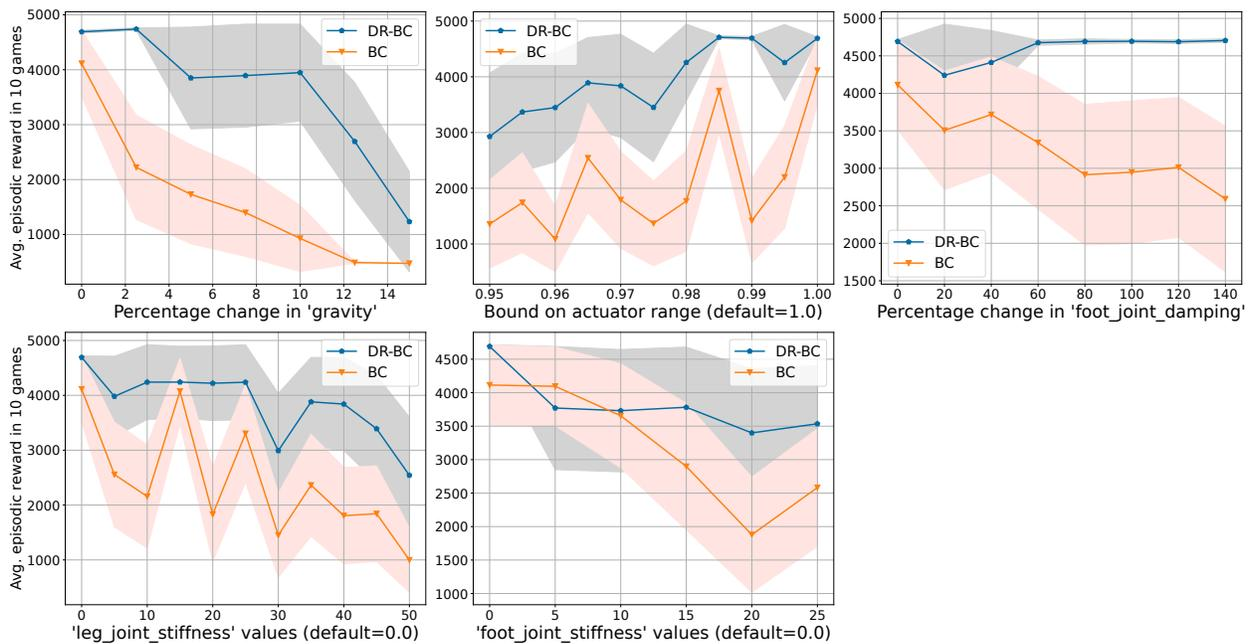 Avg. episodic reward in 10 games
5000
4000
3000
2000
1000
DR-BC
BC
0 2 4 6 8 10 12 14
Percentage change in 'gravity'
5000
4000
3000
2000
1000
DR-BC
BC
0.95 0.96 0.97 0.98 0.99 1.00
Bound on actuator range (default=1.0)
5000
4500
4000
3500
3000
2500
2000
1500
DR-BC
BC
0 20 40 60 80 100 120 140
Percentage change in 'foot_joint_damping'
Avg. episodic reward in 10 games
5000
4000
3000
2000
1000
DR-BC
BC
0 10 20 30 40 50
'leg_joint_stiffness' values (default=0.0)
4500
4000
3500
3000
2500
2000
1500
1000
DR-BC
BC
0 5 10 15 20 25
'foot_joint_stiffness' values (default=0.0)